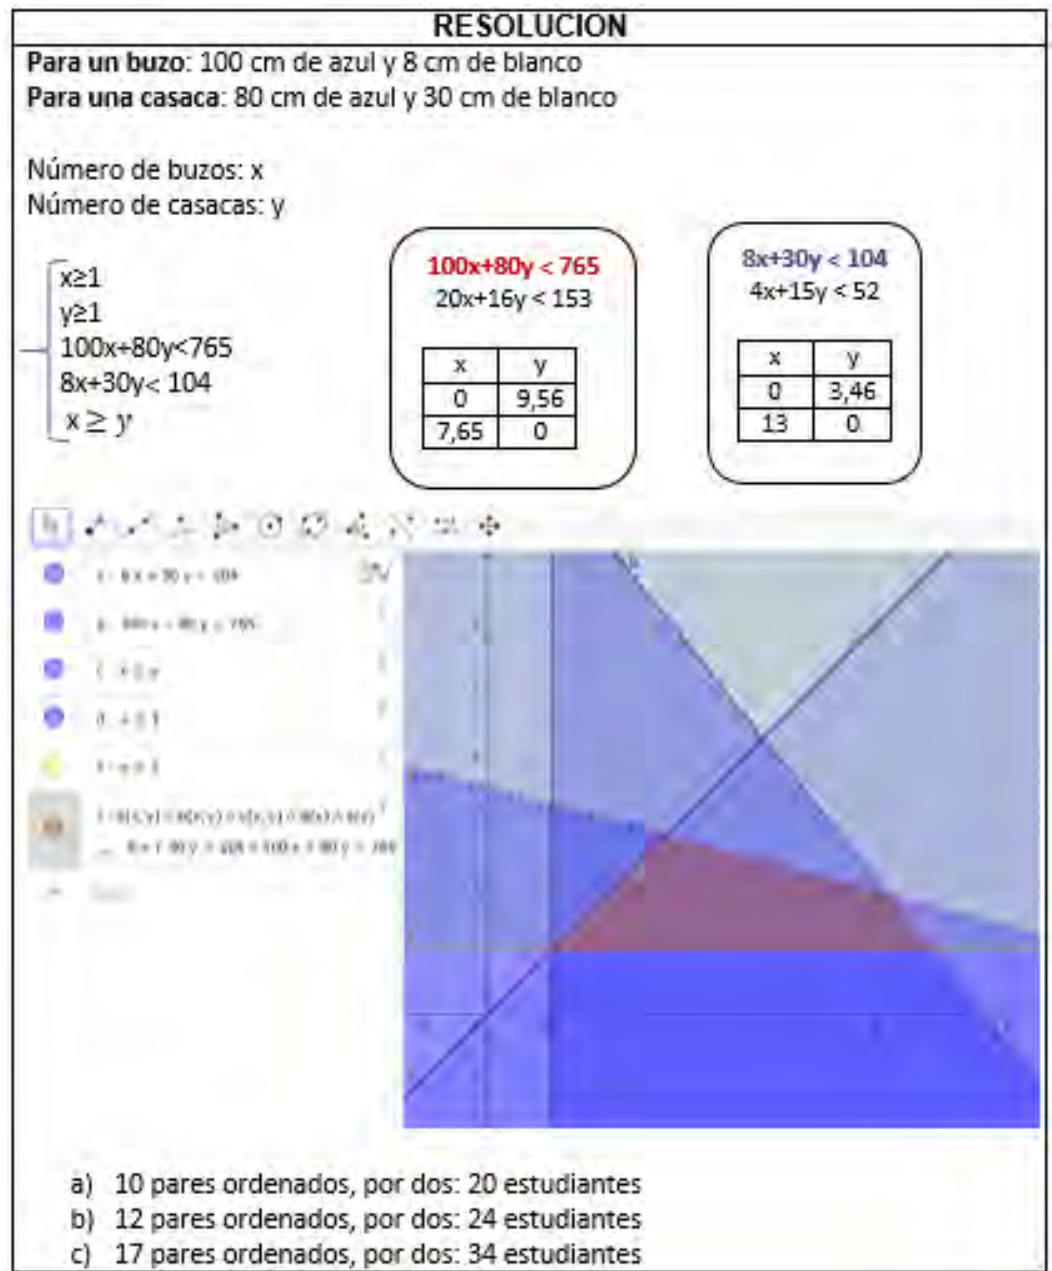 RESOLUCIÓN
Para un buzo: 100 cm de azul y 8 cm de blanco
Para una casaca: 80 cm de azul y 30 cm de blanco
Número de buzos: x
Número de casacas: y
x≥1
y≥1
100x+80y<765
8x+30y< 104
x ≥ y
100x+80y < 765
20x+16y < 153
x y
0 9,56
7,65 0
8x+30y < 104
4x+15y < 52
x y
0 3,46
13 0
a) 10 pares ordenados, por dos: 20 estudiantes
b) 12 pares ordenados, por dos: 24 estudiantes
c) 17 pares ordenados, por dos: 34 estudiantes